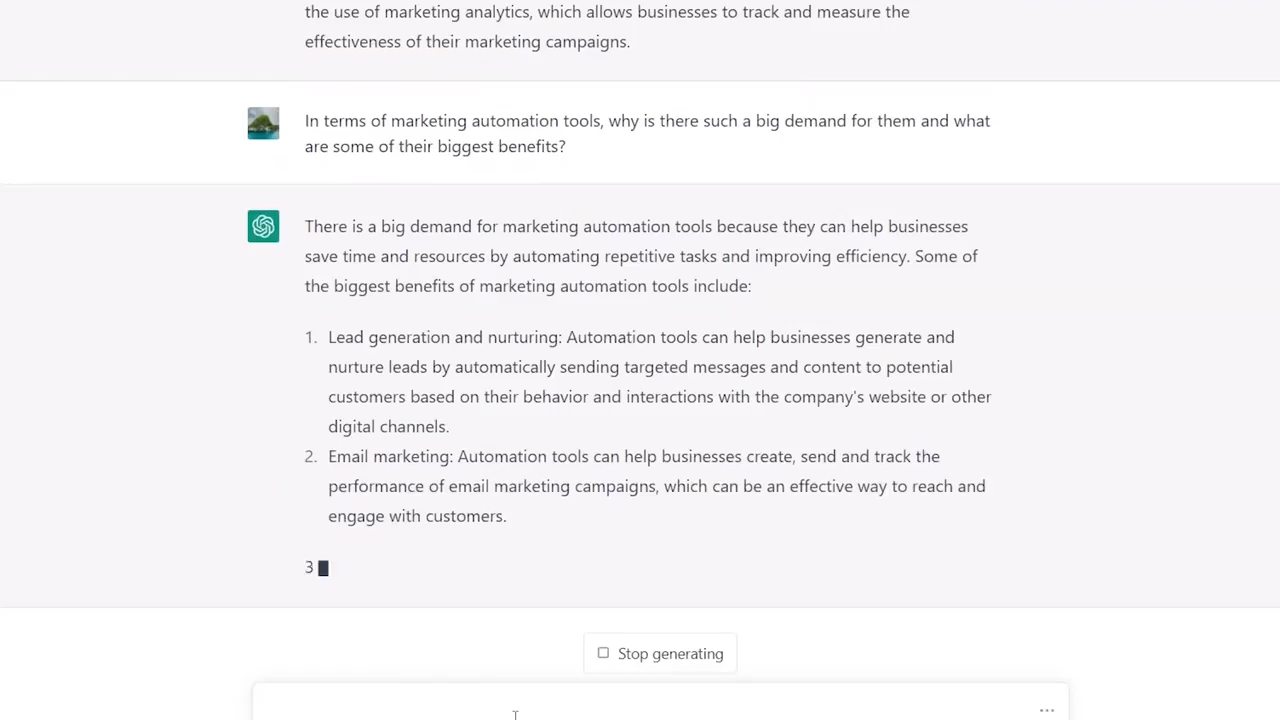 the use of marketing analytics, which allows businesses to track and measure the
effectiveness of their marketing campaigns.
In terms of marketing automation tools, why is there such a big demand for them and what
are some of their biggest benefits?
There is a big demand for marketing automation tools because they can help businesses
save time and resources by automating repetitive tasks and improving efficiency. Some of
the biggest benefits of marketing automation tools include:
1. Lead generation and nurturing: Automation tools can help businesses generate and
nurture leads by automatically sending targeted messages and content to potential
customers based on their behavior and interactions with the company's website or other
digital channels.
2. Email marketing: Automation tools can help businesses create, send and track the
performance of email marketing campaigns, which can be an effective way to reach and
engage with customers.
3
Stop generating